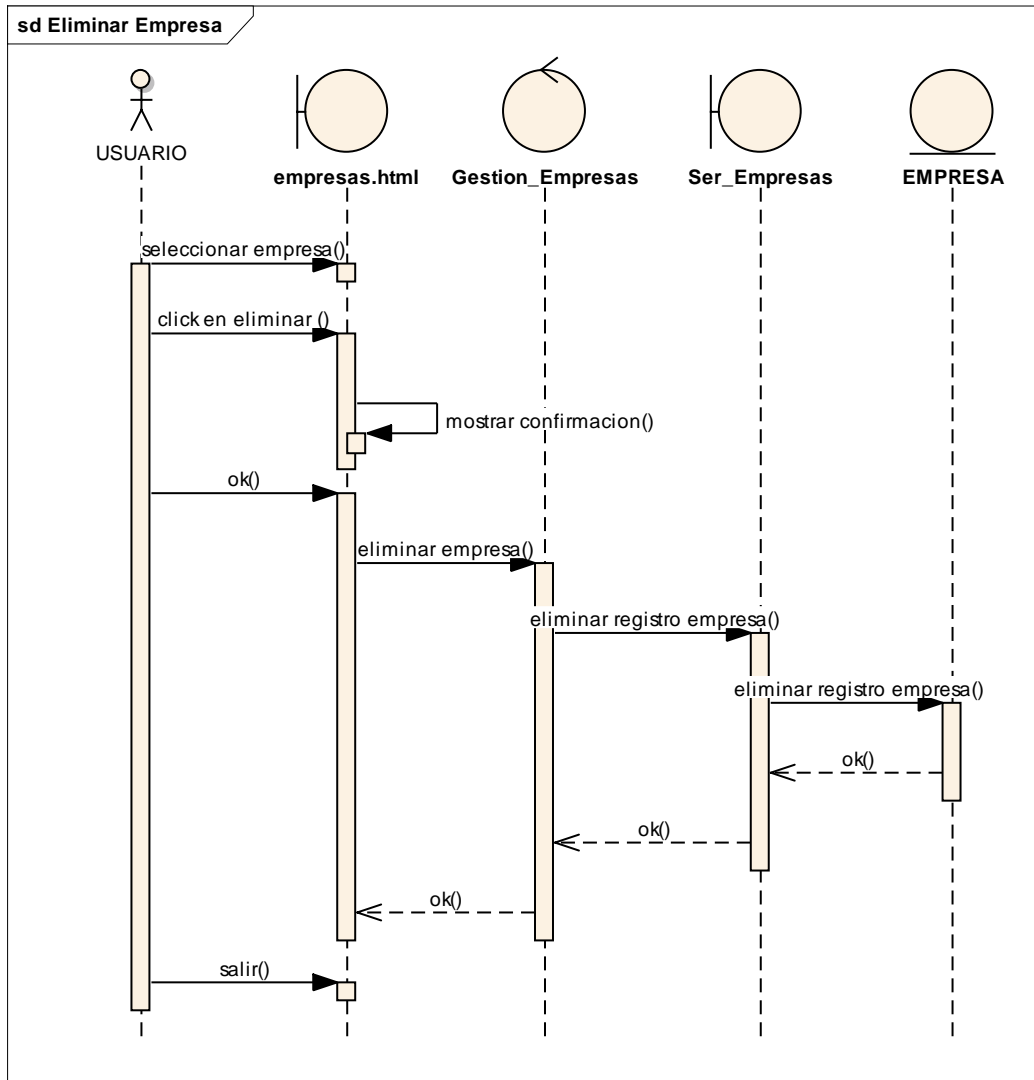 sd Eliminar Empresa
USUARIO
empresas.html
Gestion_Empresas
Ser_Empresas
EMPRESA
seleccionar empresa()
click en eliminar ()
mostrar confirmacion()
ok()
eliminar empresa()
eliminar registro empresa()
eliminar registro empresa()
ok()
ok()
ok()
salir()